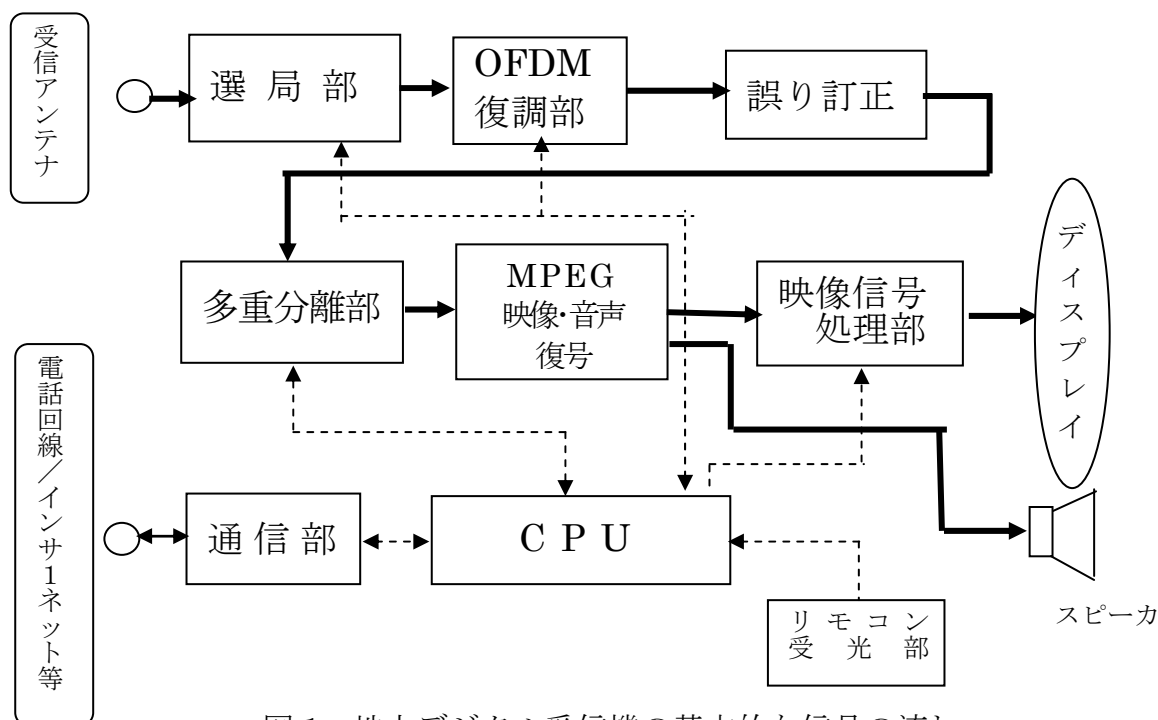 受信アンテナ
選局部
OFDM
復調部
誤り訂正
多重分離部
MPEG
映像・音声
復号
映像信号
処理部
ディスプレイ
電話回線／インサ1ネット等
通信部
CPU
リモコン
受光部
スピーカ